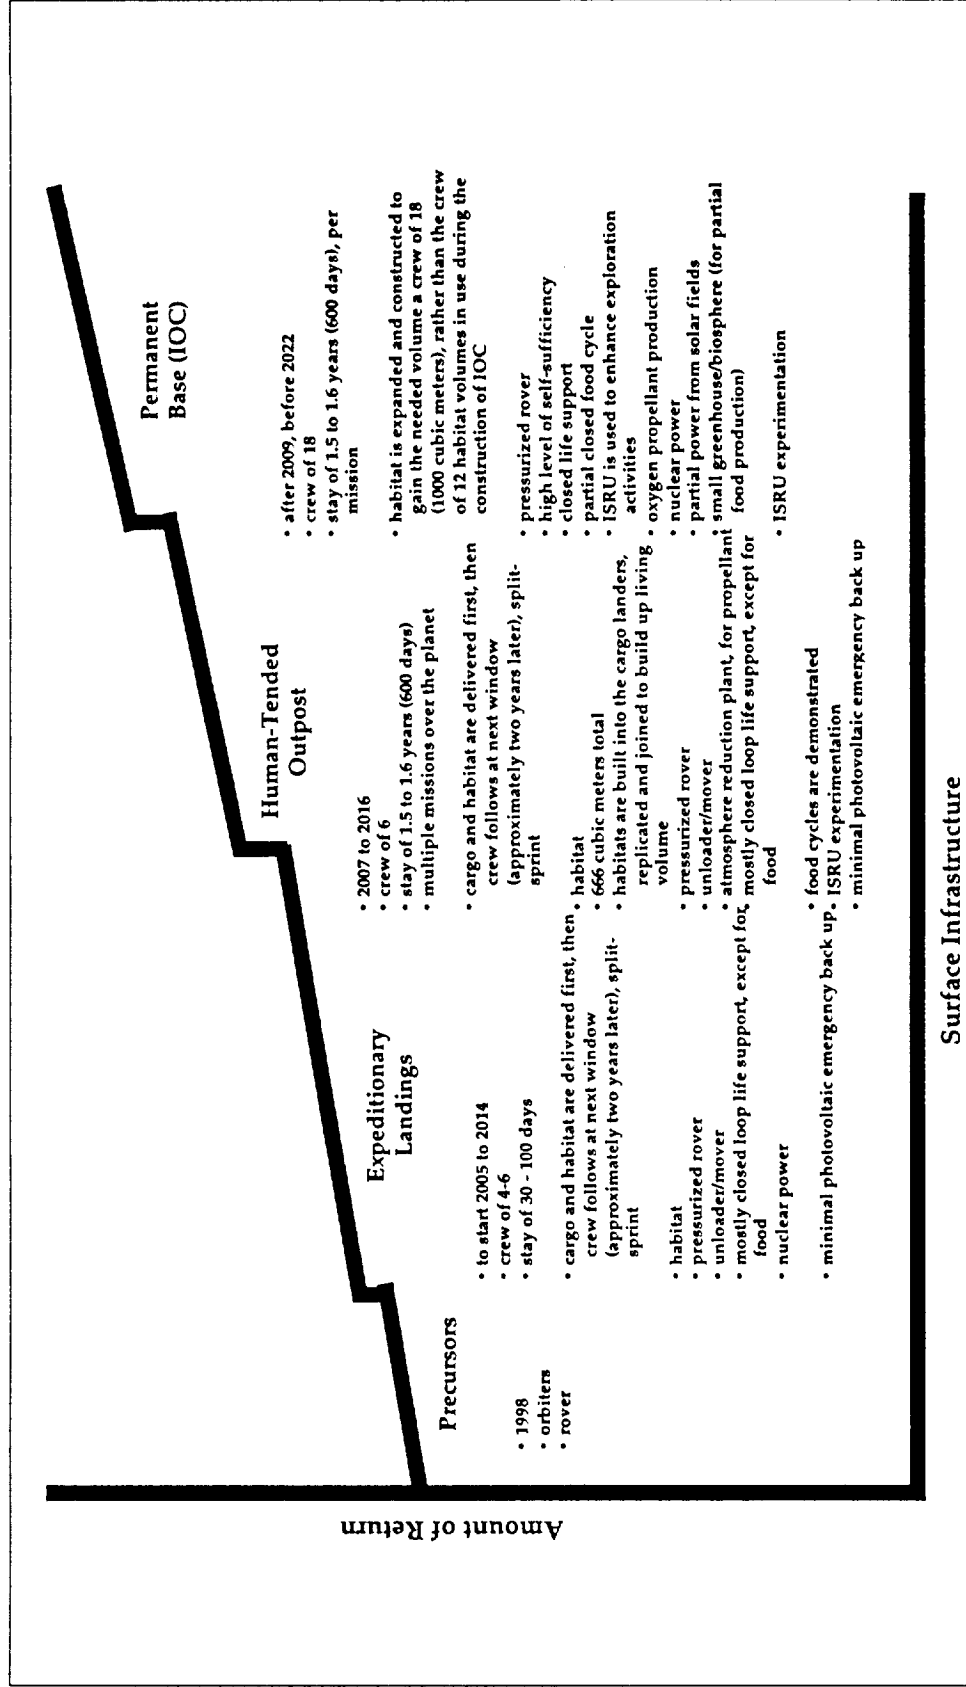 Amount of Return
Precursors
• 1998
• orbiters
• rover
Expeditionary
Landings
• to start 2005 to 2014
• crew of 4-6
• stay of 30 - 100 days
• cargo and habitat are delivered first, then
crew follows at next window
(approximately two years later), split-
sprint
• habitat
• pressurized rover
• unloader/mover
• mostly closed loop life support, except for
food
• nuclear power
• minimal photovoltaic emergency back up
Human-Tended
Outpost
• 2007 to 2016
• crew of 6
• stay of 1.5 to 1.6 years (600 days)
• multiple missions over the planet
• cargo and habitat are delivered first, then
crew follows at next window
(approximately two years later), split-
sprint
• habitat
• 666 cubic meters total
• habitats are built into the cargo landers,
replicated and joined to build up living
volume
• pressurized rover
• unloader/mover
• atmosphere reduction plant, for propellant
• mostly closed loop life support, except for
food
• food cycles are demonstrated
• ISRU experimentation
• minimal photovoltaic emergency back up
Permanent
Base (IOC)
• after 2009, before 2022
• crew of 18
• stay of 1.5 to 1.6 years (600 days), per
mission
• habitat is expanded and constructed to
gain the needed volume a crew of 18
(1000 cubic meters), rather than the crew
of 12 habitat volumes in use during the
construction of IOC
• pressurized rover
• high level of self-sufficiency
• closed life support
• partial closed food cycle
• ISRU is used to enhance exploration
activities
• oxygen propellant production
• nuclear power
• partial power from solar fields
• small greenhouse/biosphere (for partial
food production)
• ISRU experimentation
Surface Infrastructure